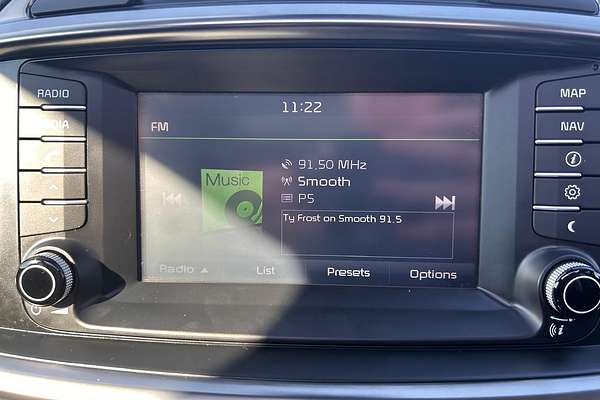 11:22
RADIO
MEDIA
FM
91,50 MHz
Music
Smooth
P5
Ty Frost on Smooth 91.5
Radio ▲
List
Presets
Options
MAP
NAV